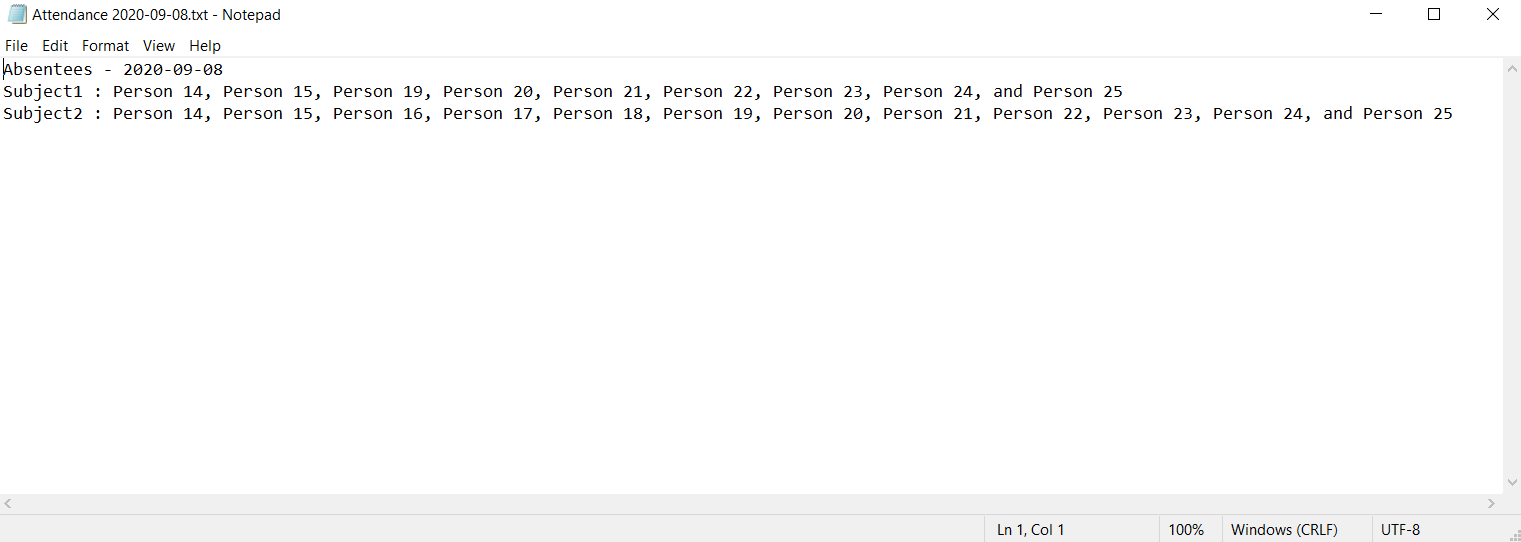 Attendance 2020-09-08.txt - Notepad
File Edit Format View Help
Absentees - 2020-09-08
Subject1 : Person 14, Person 15, Person 19, Person 20, Person 21, Person 22, Person 23, Person 24, and Person 25
Subject2 : Person 14, Person 15, Person 16, Person 17, Person 18, Person 19, Person 20, Person 21, Person 22, Person 23, Person 24, and Person 25
Ln 1, Col 1 100% Windows (CRLF) UTF-8